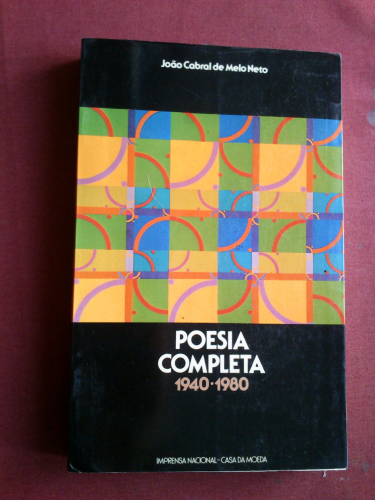 João Cabral de Melo Neto
POESIA
COMPLETA
1940·1980
IMPRENSA NACIONAL - CASA DA MOEDA